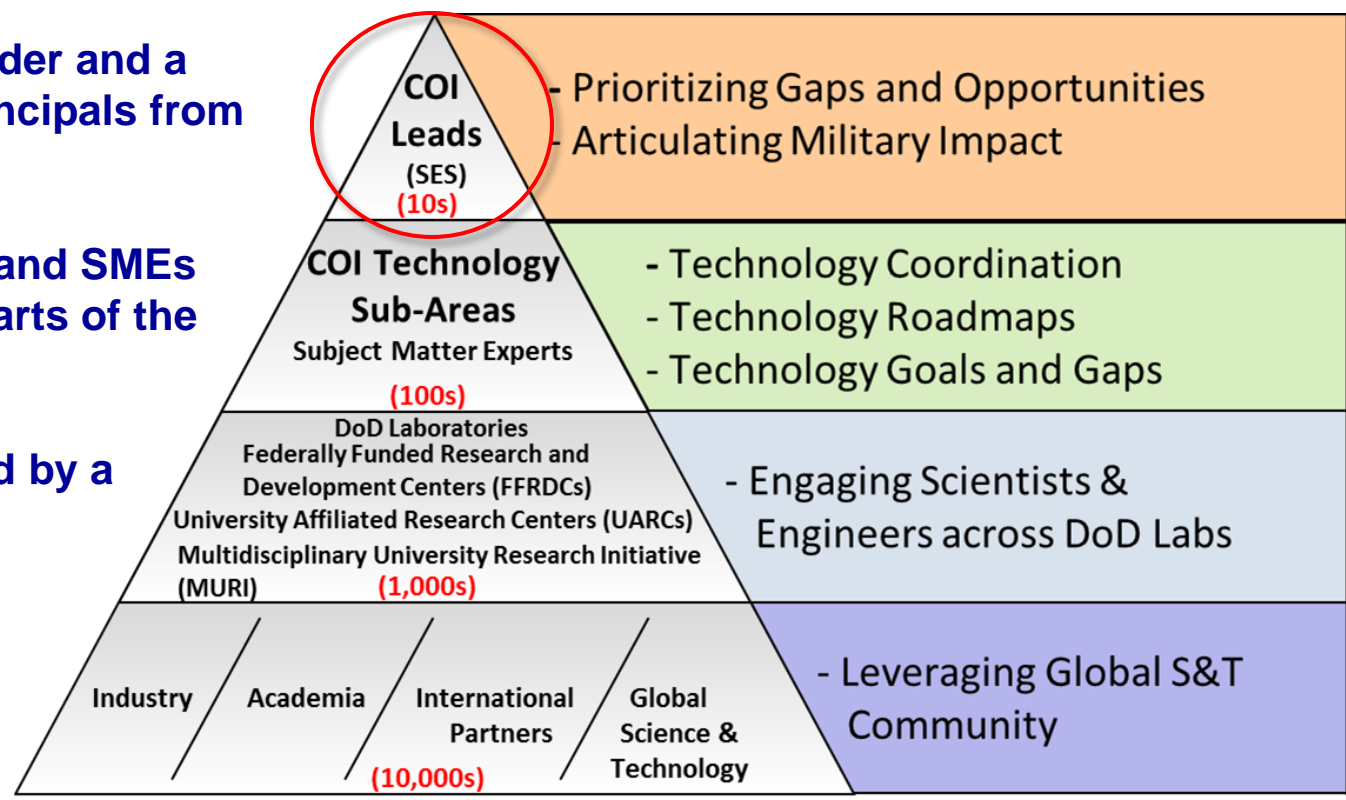 der and a
ncipals from
and SMEs
arts of the
d by a
COI
Leads
(SES)
(10s)
- Prioritizing Gaps and Opportunities
- Articulating Military Impact
COI Technology
Sub-Areas
Subject Matter Experts
(100s)
- Technology Coordination
- Technology Roadmaps
- Technology Goals and Gaps
DoD Laboratories
Federally Funded Research and
Development Centers (FFRDCs)
University Affiliated Research Centers (UARCs)
Multidisciplinary University Research Initiative
(MURI) (1,000s)
- Engaging Scientists &
Engineers across DoD Labs
Industry
Academia
International
Partners
Global
Science &
Technology
(10,000s)
- Leveraging Global S&T
Community